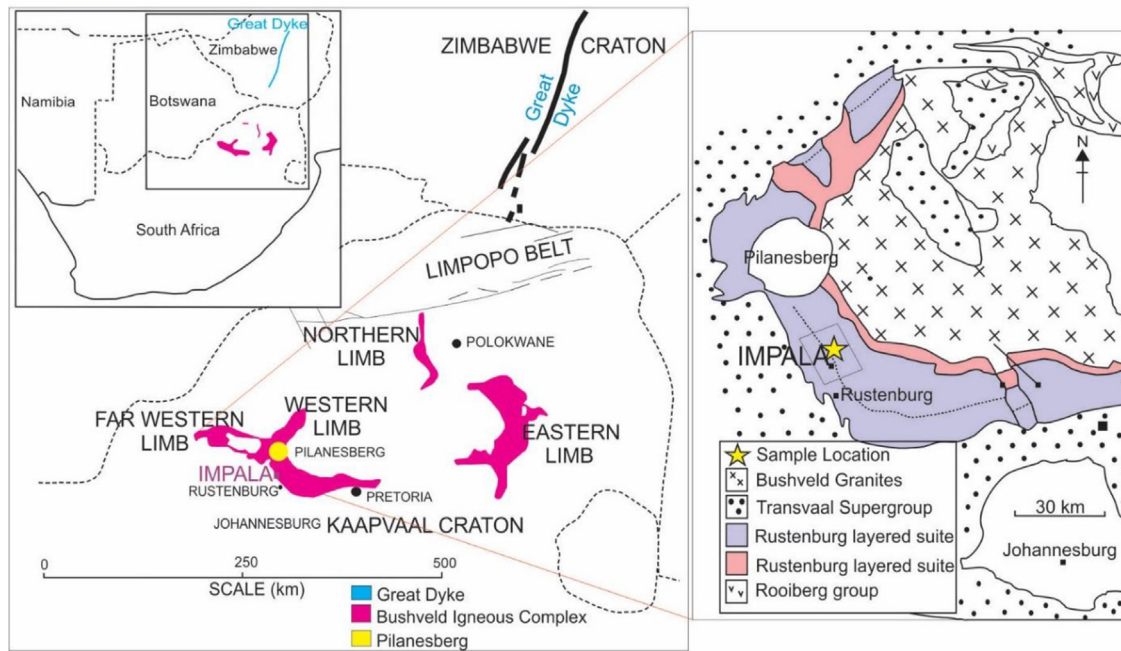 Great Dyke
Zimbabwe
Namibia
Botswana
South Africa
ZIMBABWE CRATON
Great
Dyke
LIMPOPO BELT
NORTHERN
LIMB
POLOKWANE
FAR WESTERN
LIMB
WESTERN
LIMB
EASTERN
LIMB
PILANESBERG
IMPALA
RUSTENBURG
PRETORIA
JOHANNESBURG
KAAPVAAL CRATON
0 250 500
SCALE (km)
Great Dyke
Bushveld Igneous Complex
Pilanesberg
N
Pilanesberg
IMPALA
Rustenburg
Sample Location
Bushveld Granites
Transvaal Supergroup
Rustenburg layered suite
Rustenburg layered suite
Rooiberg group
30 km
Johannesburg